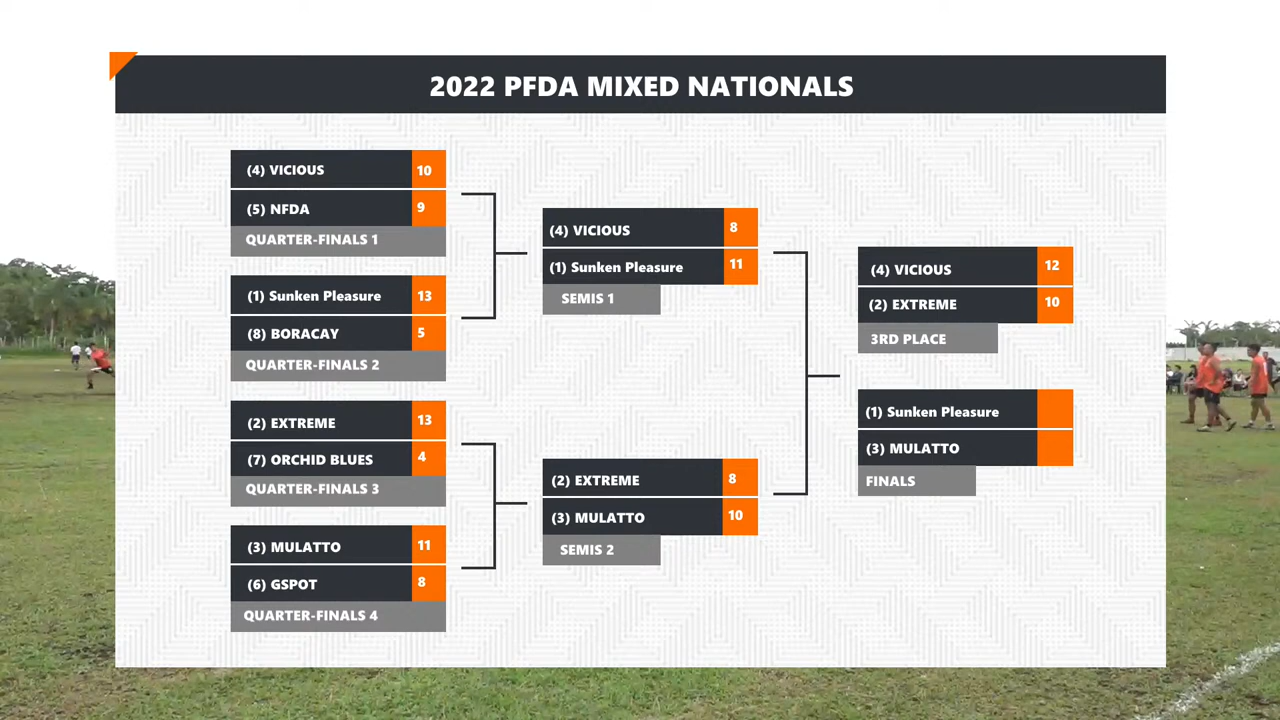 2022 PFDA MIXED NATIONALS
(4) VICIOUS 10
(5) NFDA 9
QUARTER-FINALS 1
(1) Sunken Pleasure 13
(8) BORACAY 5
QUARTER-FINALS 2
(2) EXTREME 13
(7) ORCHID BLUES 4
QUARTER-FINALS 3
(3) MULATTO 11
(6) GSPOT 8
QUARTER-FINALS 4
(4) VICIOUS 8
(1) Sunken Pleasure 11
SEMIS 1
(2) EXTREME 8
(3) MULATTO 10
SEMIS 2
(4) VICIOUS 12
(2) EXTREME 10
3RD PLACE
(1) Sunken Pleasure
(3) MULATTO
FINALS